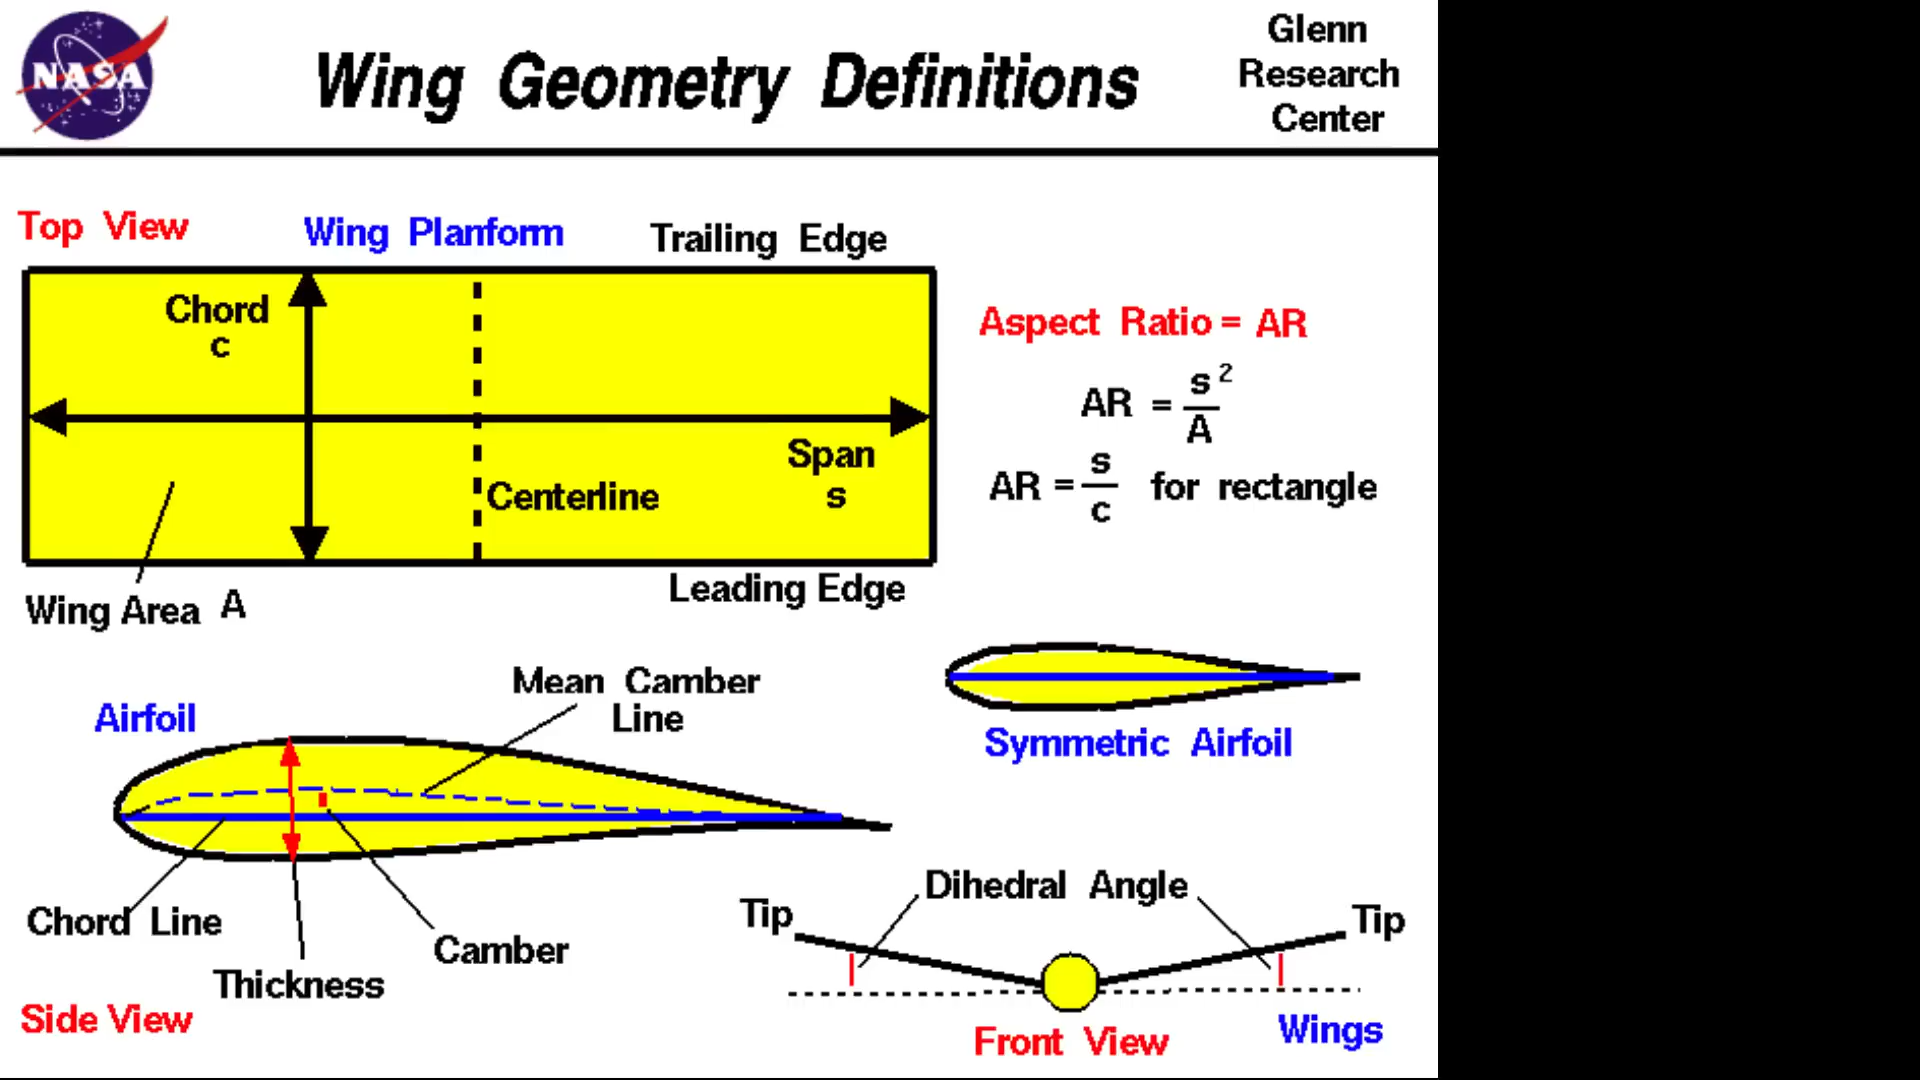 NASA
Wing Geometry Definitions
Glenn
Research
Center
Top View
Wing Planform
Trailing Edge
Chord
c
Span
s
Centerline
Wing Area A
Leading Edge
Aspect Ratio = AR
AR = s²/A
AR = s/c for rectangle
Airfoil
Mean Camber
Line
Symmetric Airfoil
Chord Line
Thickness
Camber
Side View
Dihedral Angle
Tip
Tip
Front View
Wings